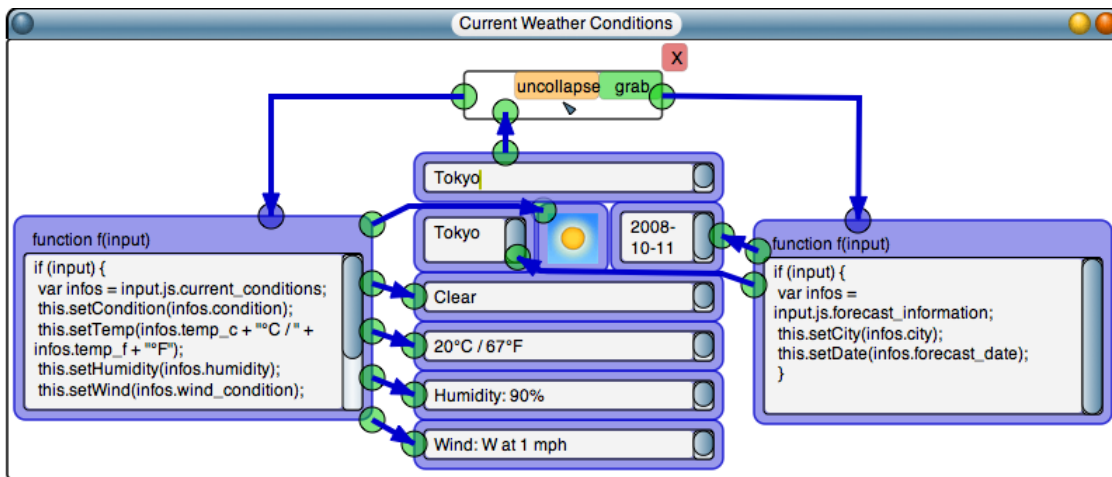 Current Weather Conditions
X
uncollapse grab
Tokyo
Tokyo
2008-
10-11
function f(input)
if (input) {
var infos = input.js.current_conditions;
this.setCondition(infos.condition);
this.setTemp(infos.temp_c + "°C / " +
infos.temp_f + "°F");
this.setHumidity(infos.humidity);
this.setWind(infos.wind_condition);
Clear
20°C / 67°F
Humidity: 90%
Wind: W at 1 mph
function f(input)
if (input) {
var infos =
input.js.forecast_information;
this.setCity(infos.city);
this.setDate(infos.forecast_date);
}